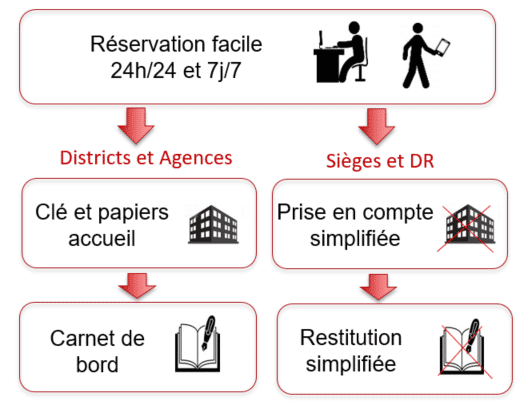 Réservation facile
24h/24 et 7j/7
Districts et Agences
Sièges et DR
Clé et papiers
accueil
Prise en compte
simplifiée
Carnet de
bord
Restitution
simplifiée